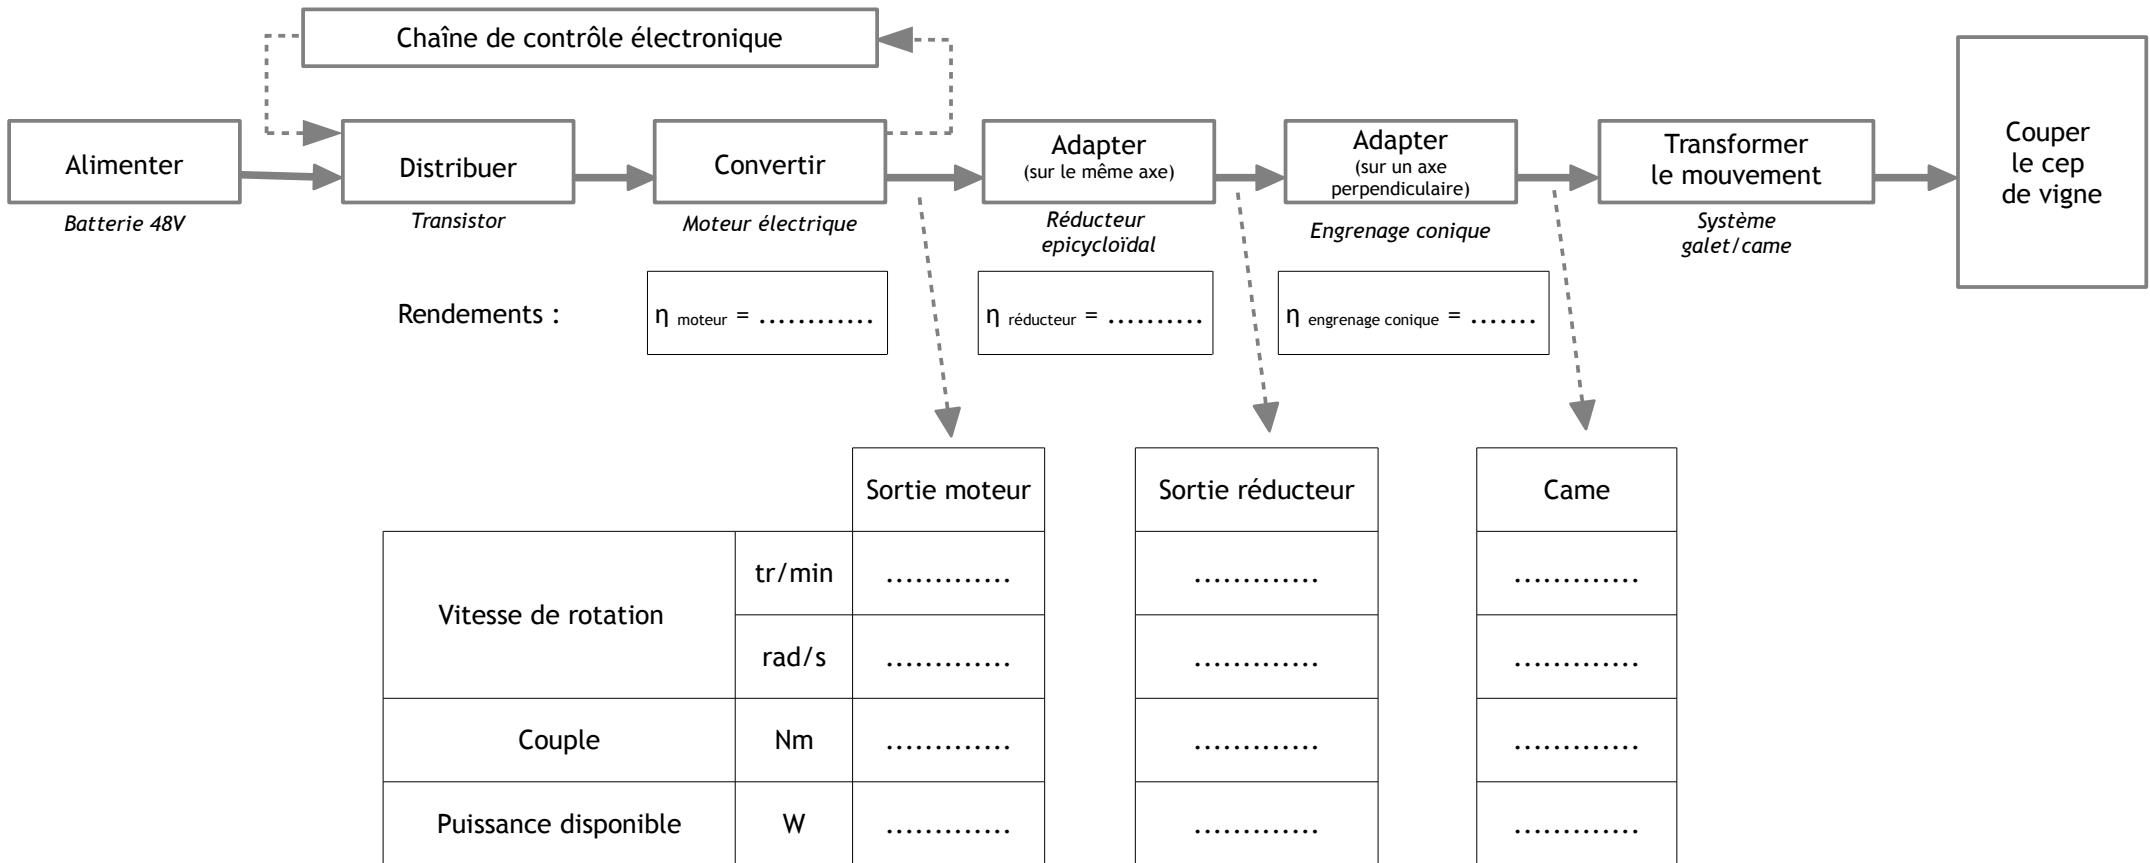 Chaîne de contrôle électronique
Alimenter
Distribuer
Convertir
Adapter
(sur le même axe)
Adapter
(sur un axe
perpendiculaire)
Transformer
le mouvement
Couper
le cep
de vigne
Batterie 48V
Transistor
Moteur électrique
Réducteur
epicycloïdal
Engrenage conique
Système
galet/came
Rendements :
η moteur = ............
η réducteur = ..........
η engrenage conique = .......
Sortie moteur
Sortie réducteur
Came
Vitesse de rotation
tr/min
.............
.............
.............
rad/s
.............
.............
.............
Couple
Nm
.............
.............
.............
Puissance disponible
W
.............
.............
.............